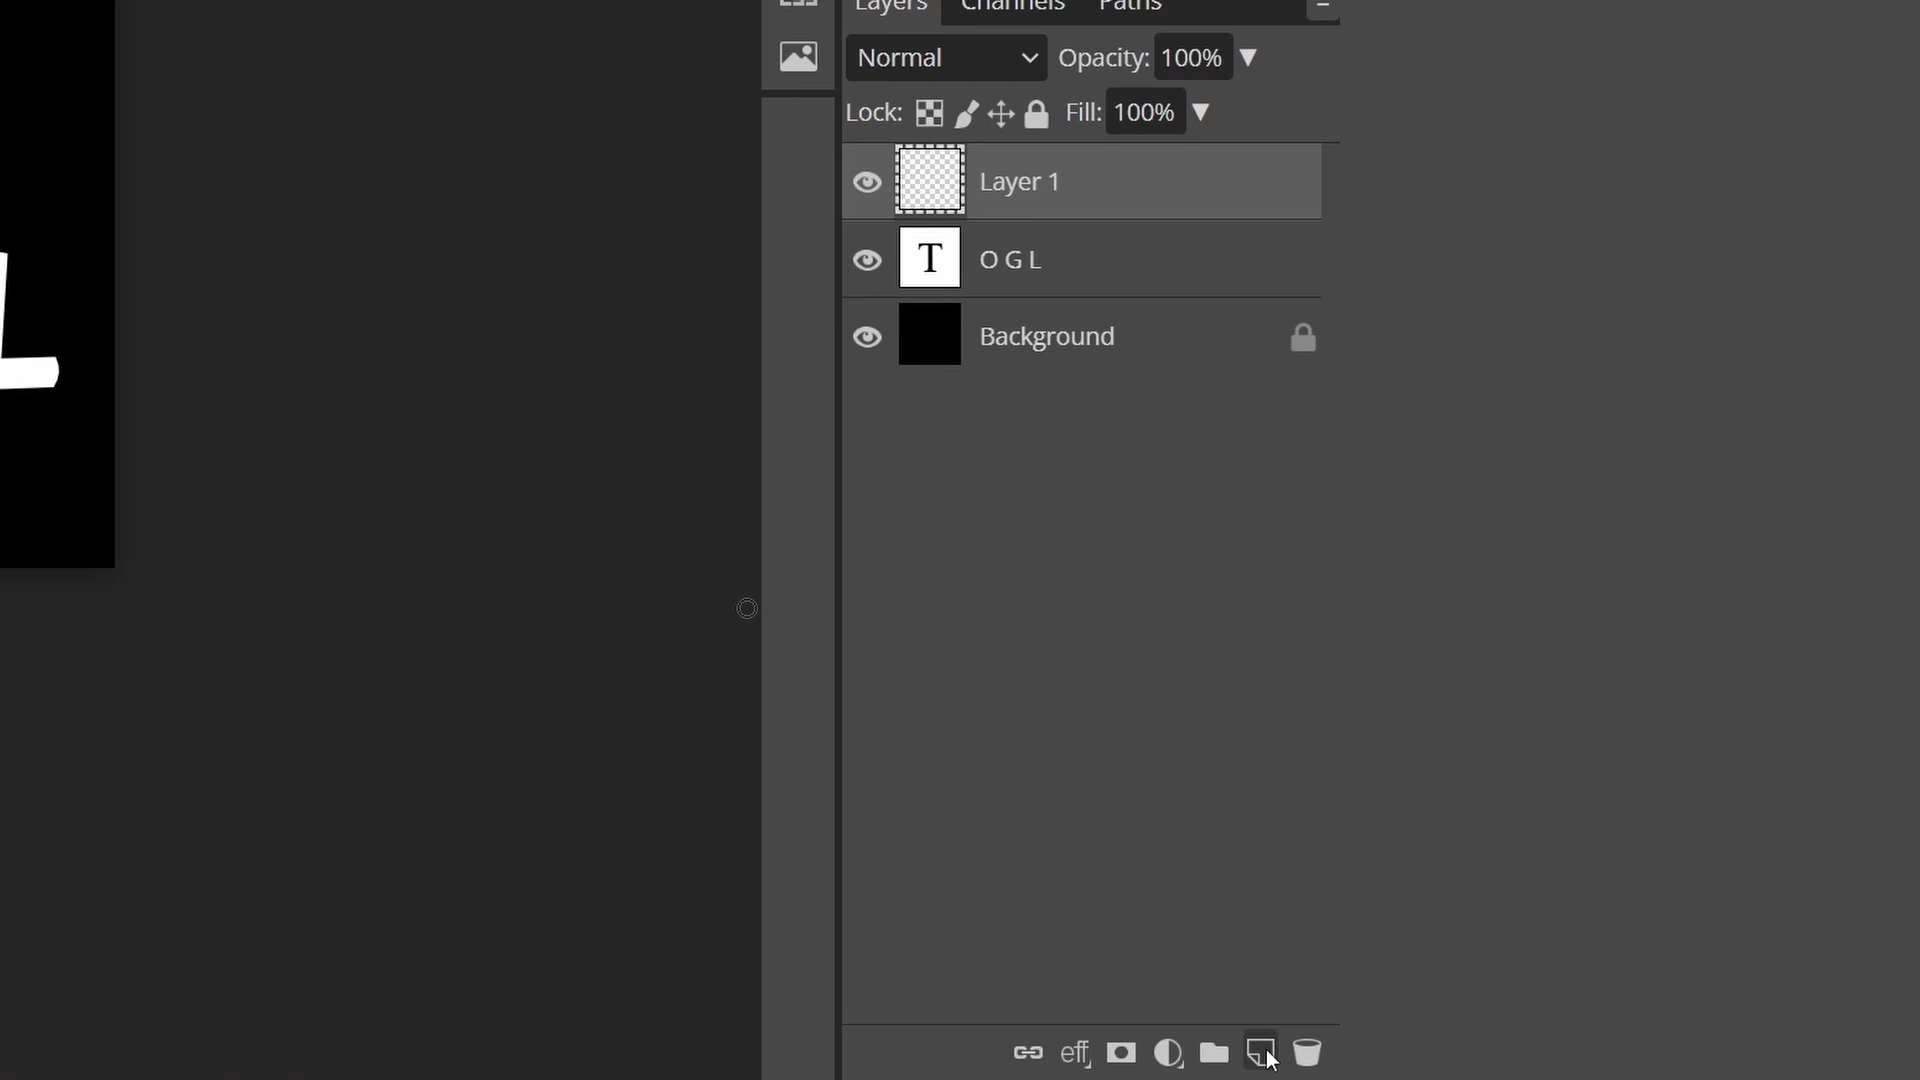 Layers Channels Paths
Normal Opacity: 100%
Lock: Fill: 100%
Layer 1
T O G L
Background
L
eff